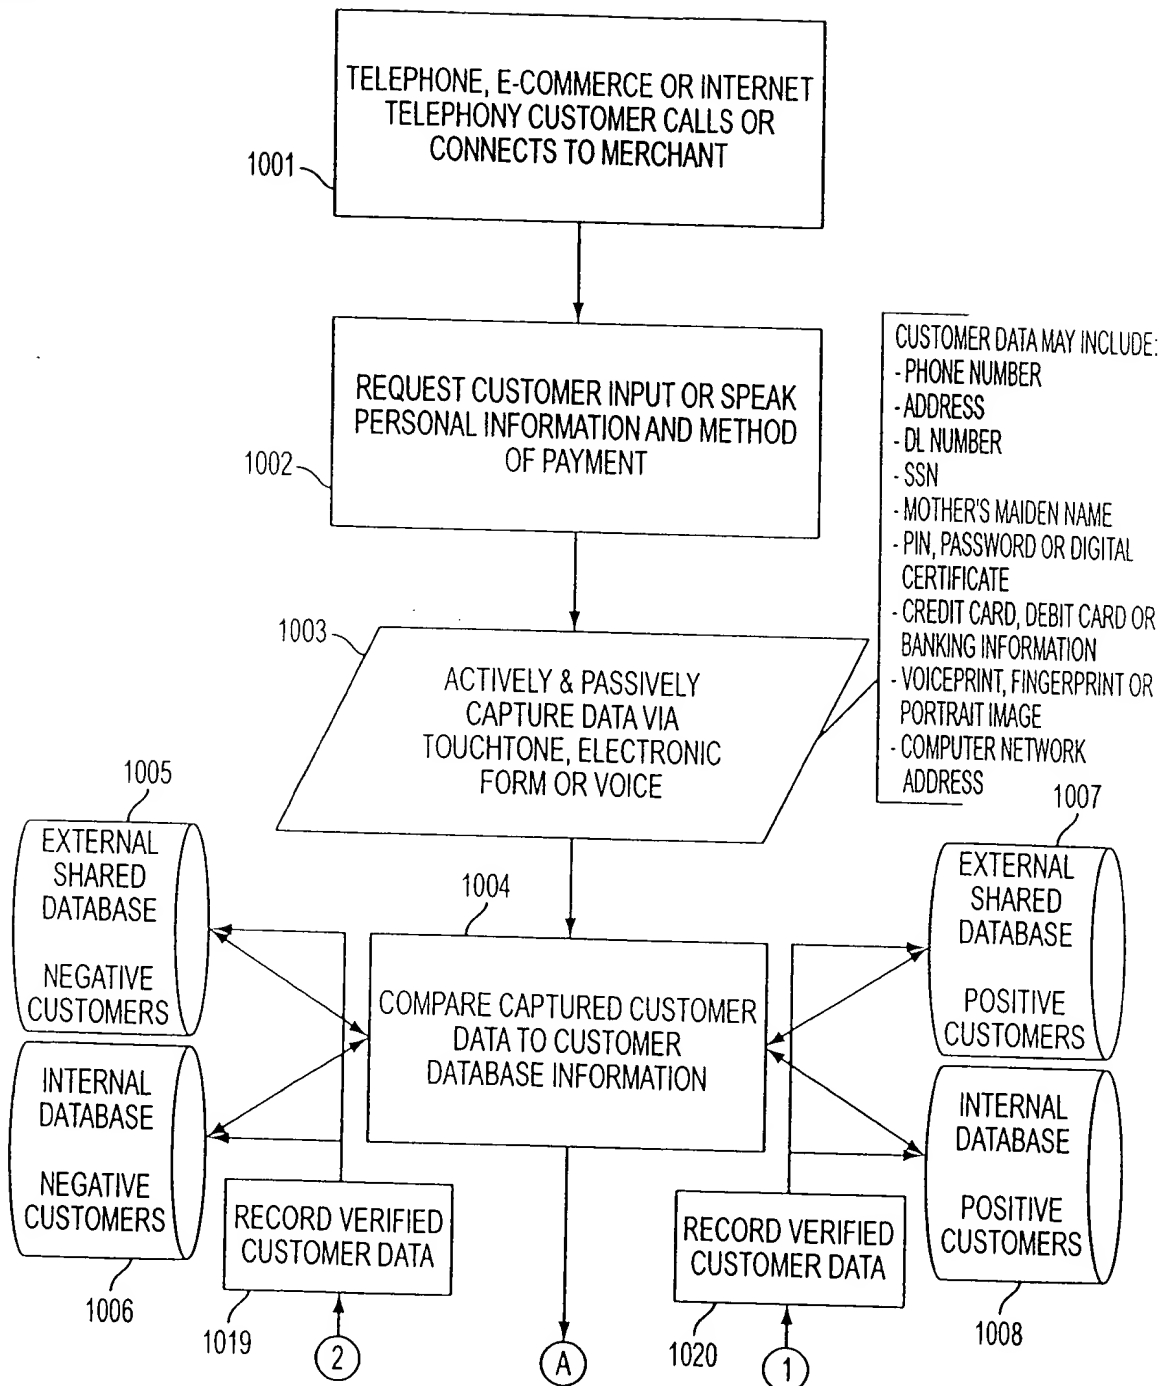 TELEPHONE, E-COMMERCE OR INTERNET
TELEPHONY CUSTOMER CALLS OR
CONNECTS TO MERCHANT
1001
REQUEST CUSTOMER INPUT OR SPEAK
PERSONAL INFORMATION AND METHOD
OF PAYMENT
1002
CUSTOMER DATA MAY INCLUDE:
- PHONE NUMBER
- ADDRESS
- DL NUMBER
- SSN
- MOTHER'S MAIDEN NAME
- PIN, PASSWORD OR DIGITAL
CERTIFICATE
- CREDIT CARD, DEBIT CARD OR
BANKING INFORMATION
- VOICEPRINT, FINGERPRINT OR
PORTRAIT IMAGE
- COMPUTER NETWORK
ADDRESS
1003
ACTIVELY & PASSIVELY
CAPTURE DATA VIA
TOUCHTONE, ELECTRONIC
FORM OR VOICE
1005
EXTERNAL
SHARED
DATABASE
NEGATIVE
CUSTOMERS
1004
COMPARE CAPTURED CUSTOMER
DATA TO CUSTOMER
DATABASE INFORMATION
1007
EXTERNAL
SHARED
DATABASE
POSITIVE
CUSTOMERS
INTERNAL
DATABASE
NEGATIVE
CUSTOMERS
1006
RECORD VERIFIED
CUSTOMER DATA
1019
2
A
RECORD VERIFIED
CUSTOMER DATA
1020
1
INTERNAL
DATABASE
POSITIVE
CUSTOMERS
1008